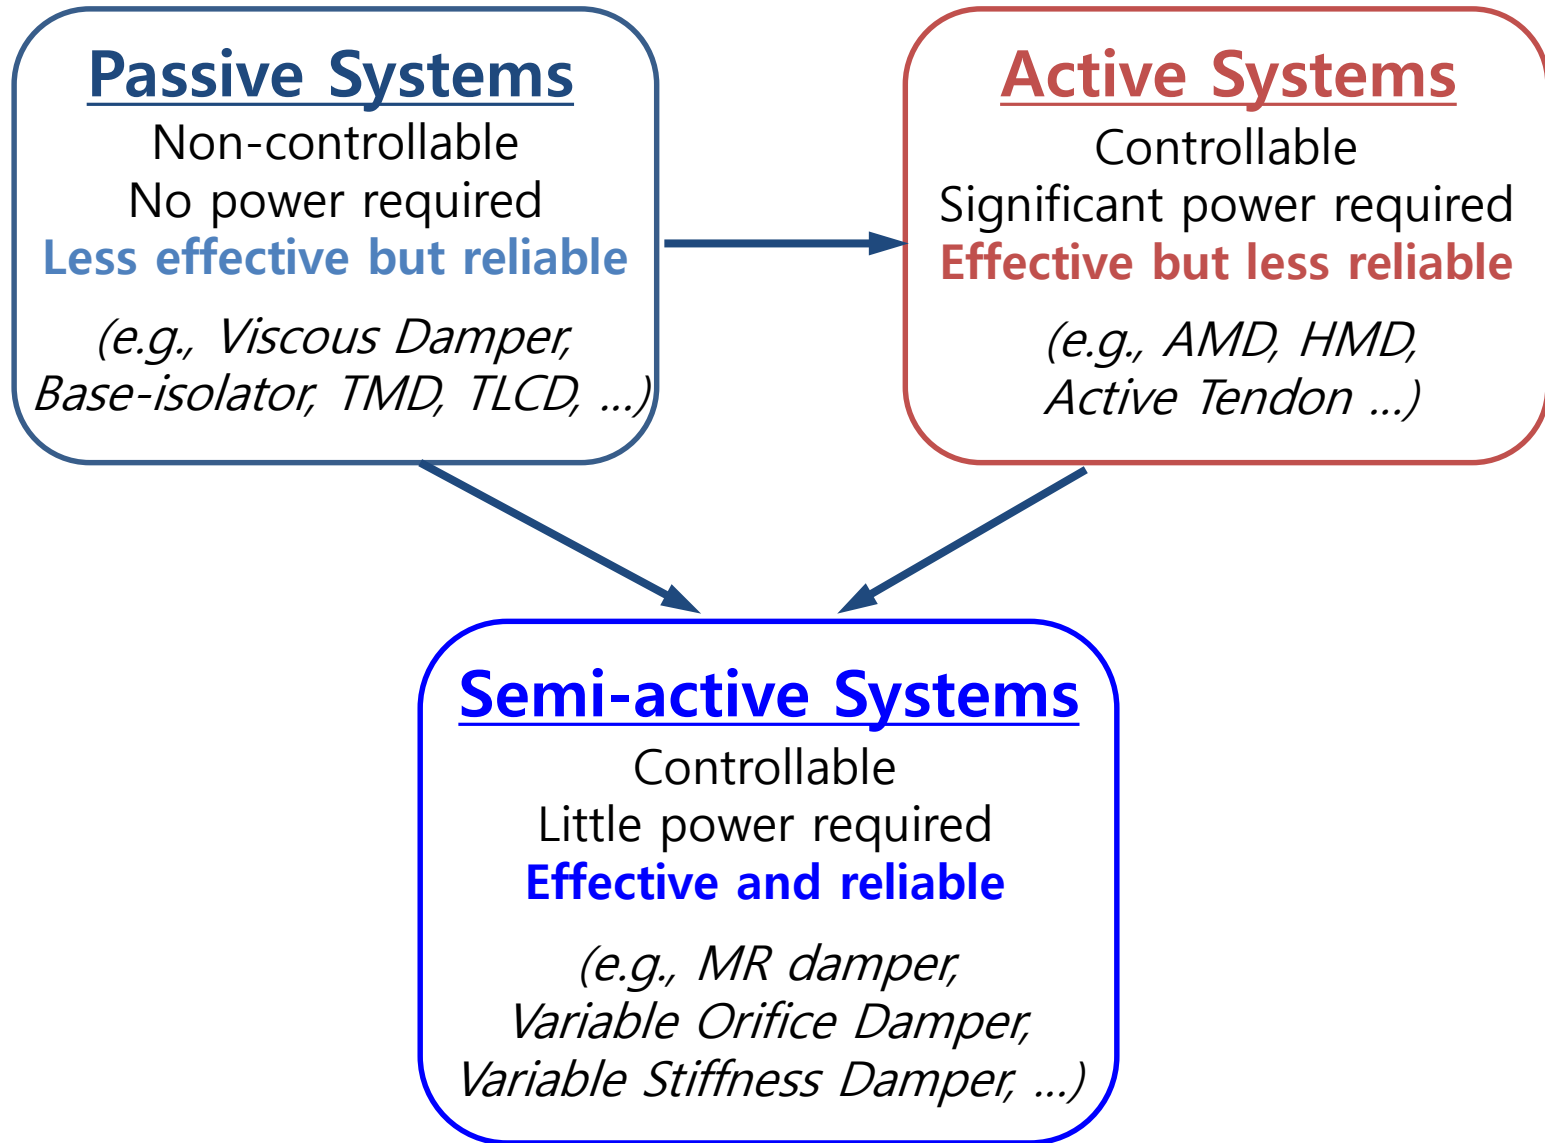 Passive Systems
Non-controllable
No power required
Less effective but reliable
(e.g., Viscous Damper,
Base-isolator, TMD, TLCD, ...)
Active Systems
Controllable
Significant power required
Effective but less reliable
(e.g., AMD, HMD,
Active Tendon ...)
Semi-active Systems
Controllable
Little power required
Effective and reliable
(e.g., MR damper,
Variable Orifice Damper,
Variable Stiffness Damper, ...)